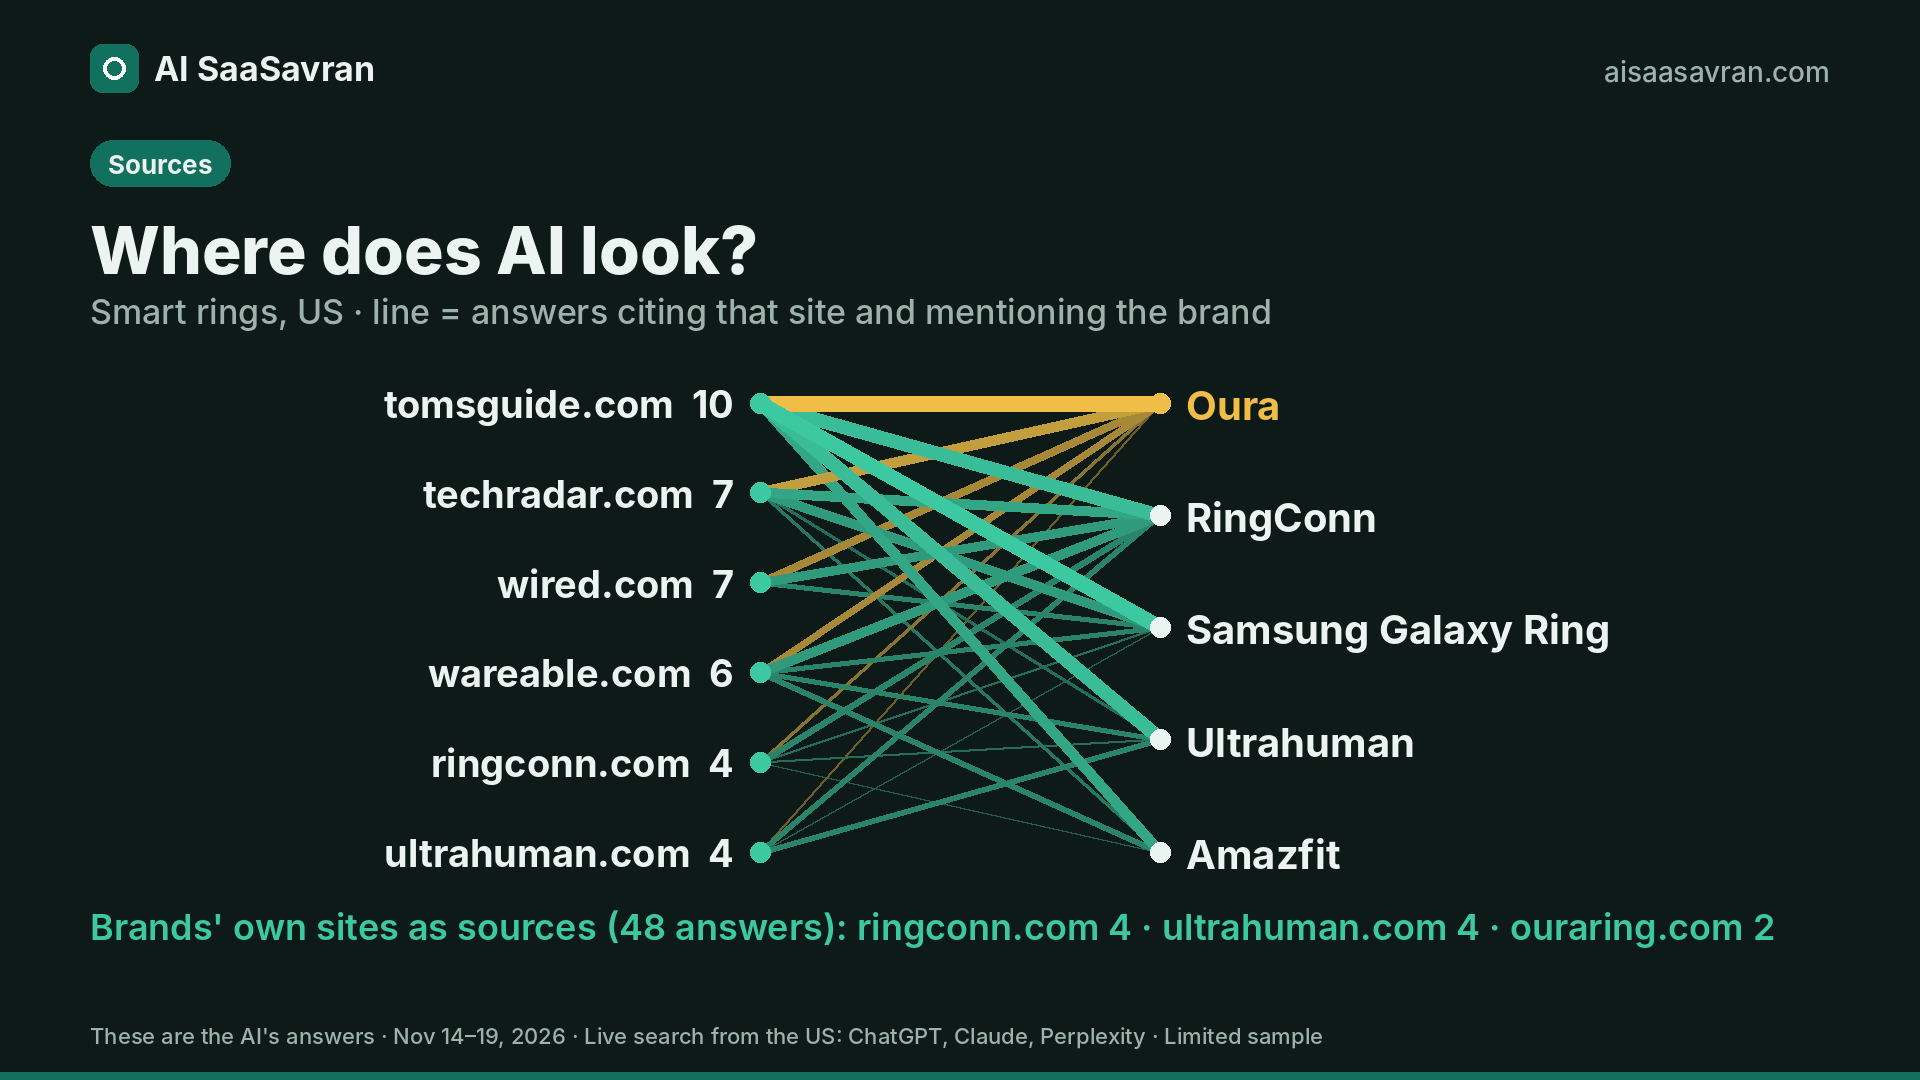 AI SaaSavran
aisaasavran.com
Sources
Where does AI look?
Smart rings, US · line = answers citing that site and mentioning the brand
tomsguide.com 10
techradar.com 7
wired.com 7
wareable.com 6
ringconn.com 4
ultrahuman.com 4
Oura
RingConn
Samsung Galaxy Ring
Ultrahuman
Amazfit
Brands' own sites as sources (48 answers): ringconn.com 4 · ultrahuman.com 4 · ouraring.com 2
These are the AI's answers · Nov 14–19, 2026 · Live search from the US: ChatGPT, Claude, Perplexity · Limited sample